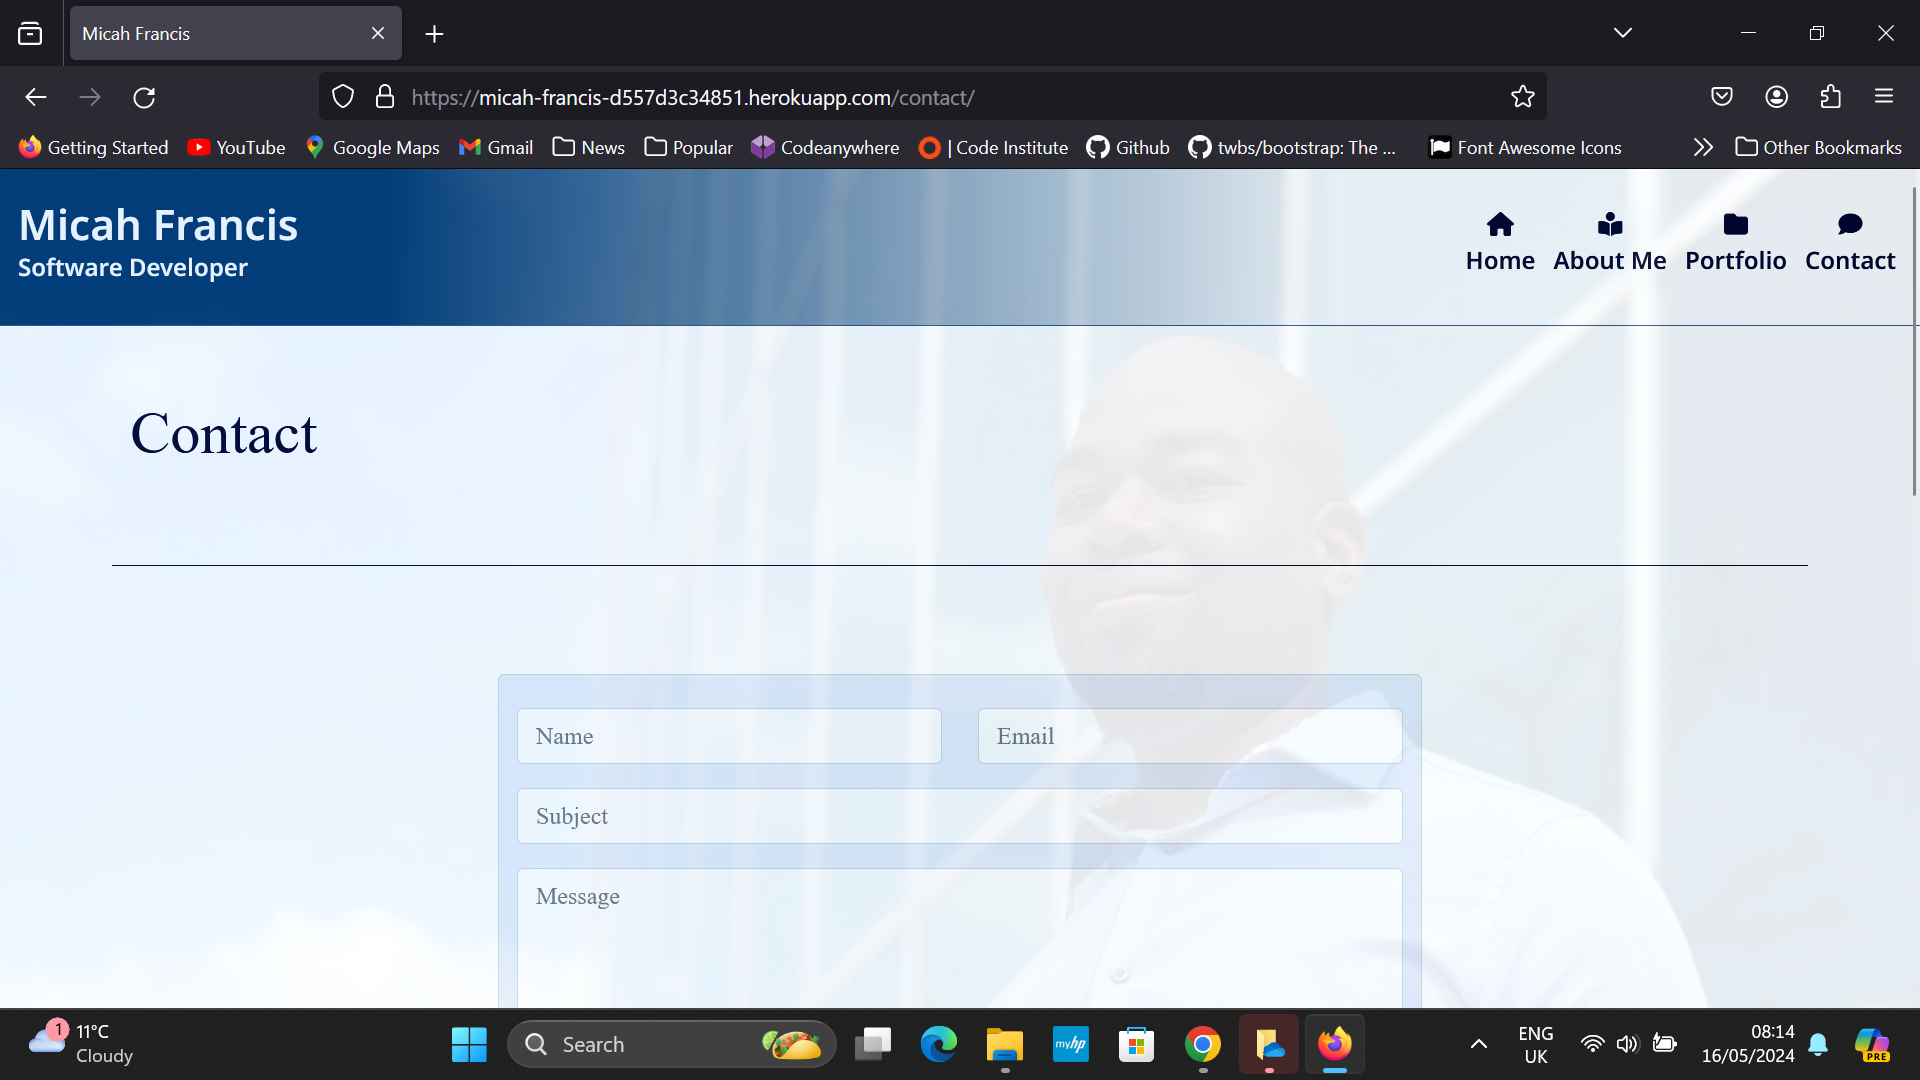 Micah Francis
https://micah-francis-d557d3c34851.herokuapp.com/contact/
Getting Started YouTube Google Maps Gmail News Popular Codeanywhere | Code Institute Github twbs/bootstrap: The ... Font Awesome Icons Other Bookmarks
Micah Francis
Software Developer
Home About Me Portfolio Contact
Contact
Name Email
Subject
Message
1
11°C
Cloudy
Search
myhp
ENG
UK
08:14
16/05/2024
PRE